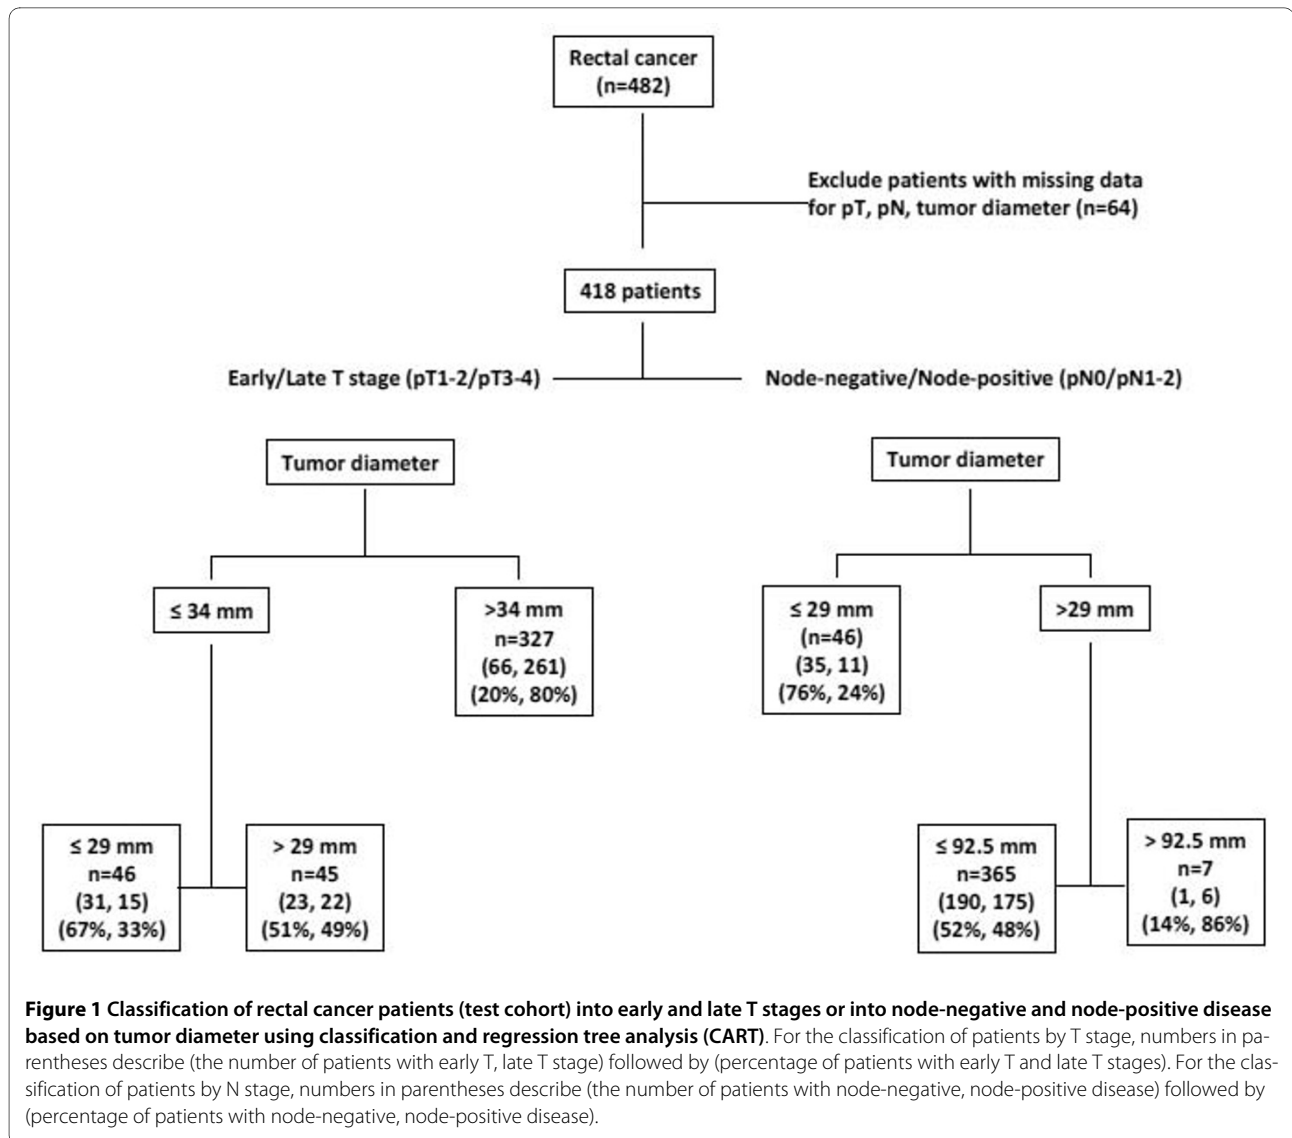 Rectal cancer
(n=482)
Exclude patients with missing data
for pT, pN, tumor diameter (n=64)
418 patients
Early/Late T stage (pT1-2/pT3-4)
Node-negative/Node-positive (pN0/pN1-2)
Tumor diameter
Tumor diameter
≤ 34 mm
>34 mm
n=327
(66, 261)
(20%, 80%)
≤ 29 mm
(n=46)
(35, 11)
(76%, 24%)
>29 mm
≤ 29 mm
n=46
(31, 15)
(67%, 33%)
> 29 mm
n=45
(23, 22)
(51%, 49%)
≤ 92.5 mm
n=365
(190, 175)
(52%, 48%)
> 92.5 mm
n=7
(1, 6)
(14%, 86%)
Figure 1 Classification of rectal cancer patients (test cohort) into early and late T stages or into node-negative and node-positive disease
based on tumor diameter using classification and regression tree analysis (CART). For the classification of patients by T stage, numbers in pa-
rentheses describe (the number of patients with early T, late T stage) followed by (percentage of patients with early T and late T stages). For the clas-
sification of patients by N stage, numbers in parentheses describe (the number of patients with node-negative, node-positive disease) followed by
(percentage of patients with node-negative, node-positive disease).